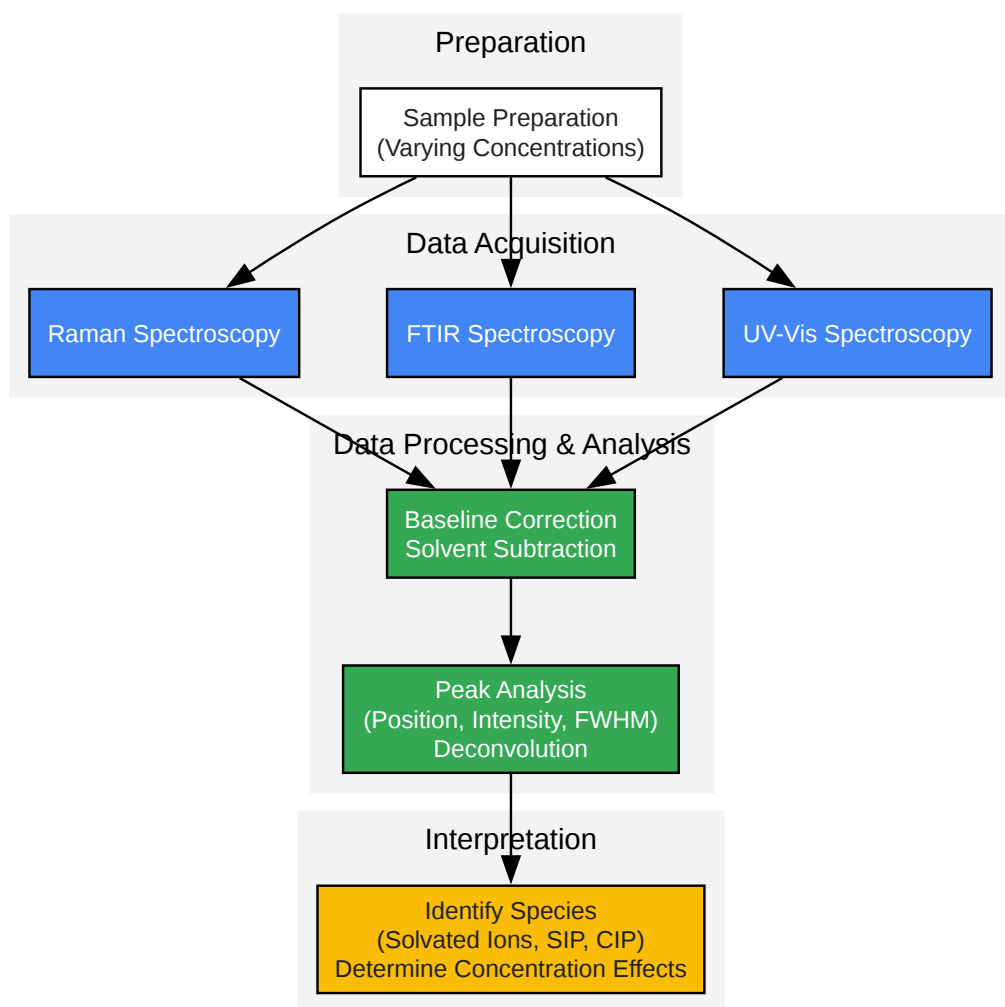 Preparation
Sample Preparation
(Varying Concentrations)
Data Acquisition
Raman Spectroscopy
FTIR Spectroscopy
UV-Vis Spectroscopy
Data Processing & Analysis
Baseline Correction
Solvent Subtraction
Peak Analysis
(Position, Intensity, FWHM)
Deconvolution
Interpretation
Identify Species
(Solvated Ions, SIP, CIP)
Determine Concentration Effects